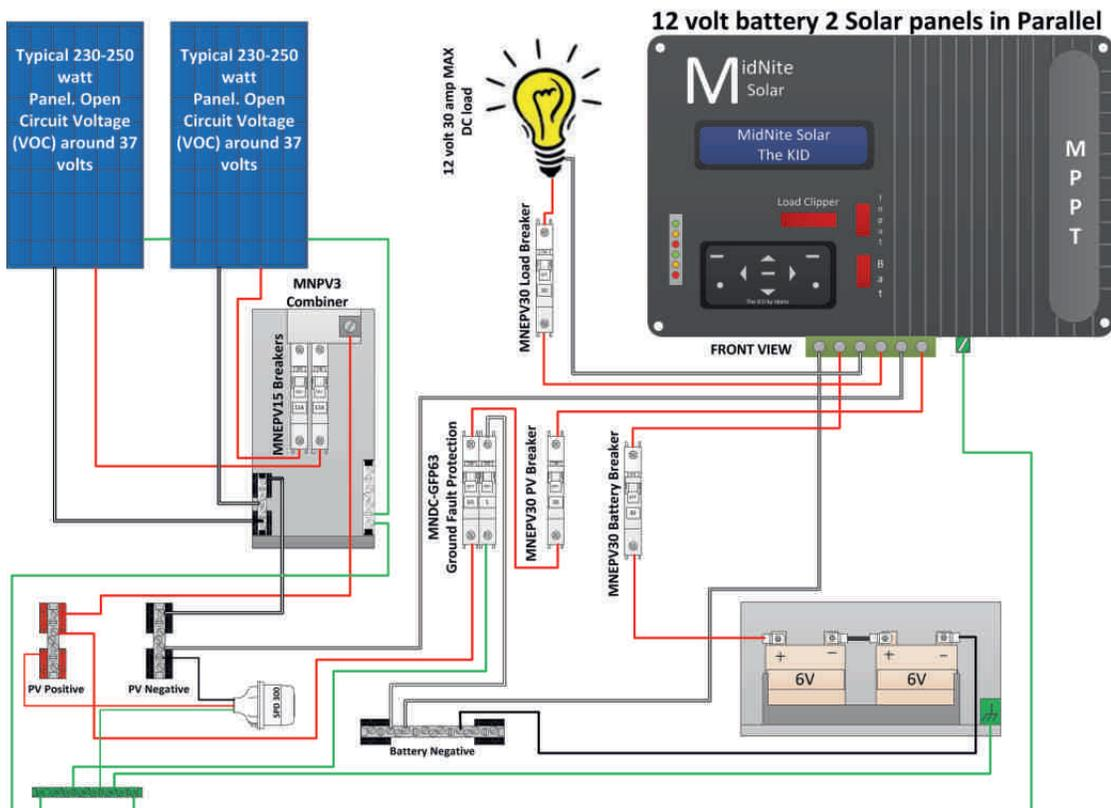 12 volt battery 2 Solar panels in Parallel
Typical 230-250
watt
Panel. Open
Circuit Voltage
(VOC) around 37
volts
Typical 230-250
watt
Panel. Open
Circuit Voltage
(VOC) around 37
volts
12 volt 30 amp MAX
DC load
MidNite
Solar
MidNite Solar
The KID
MPPT
Load Clipper
Input
Bat
MNEPV30 Load Breaker
FRONT VIEW
MNPV3
Combiner
MNEPV15 Breakers
MNDC-GFP63
Ground Fault Protection
MNEPV30 PV Breaker
MNEPV30 Battery Breaker
PV Positive
PV Negative
SPD 300
Battery Negative
+ -
6V
+ -
6V